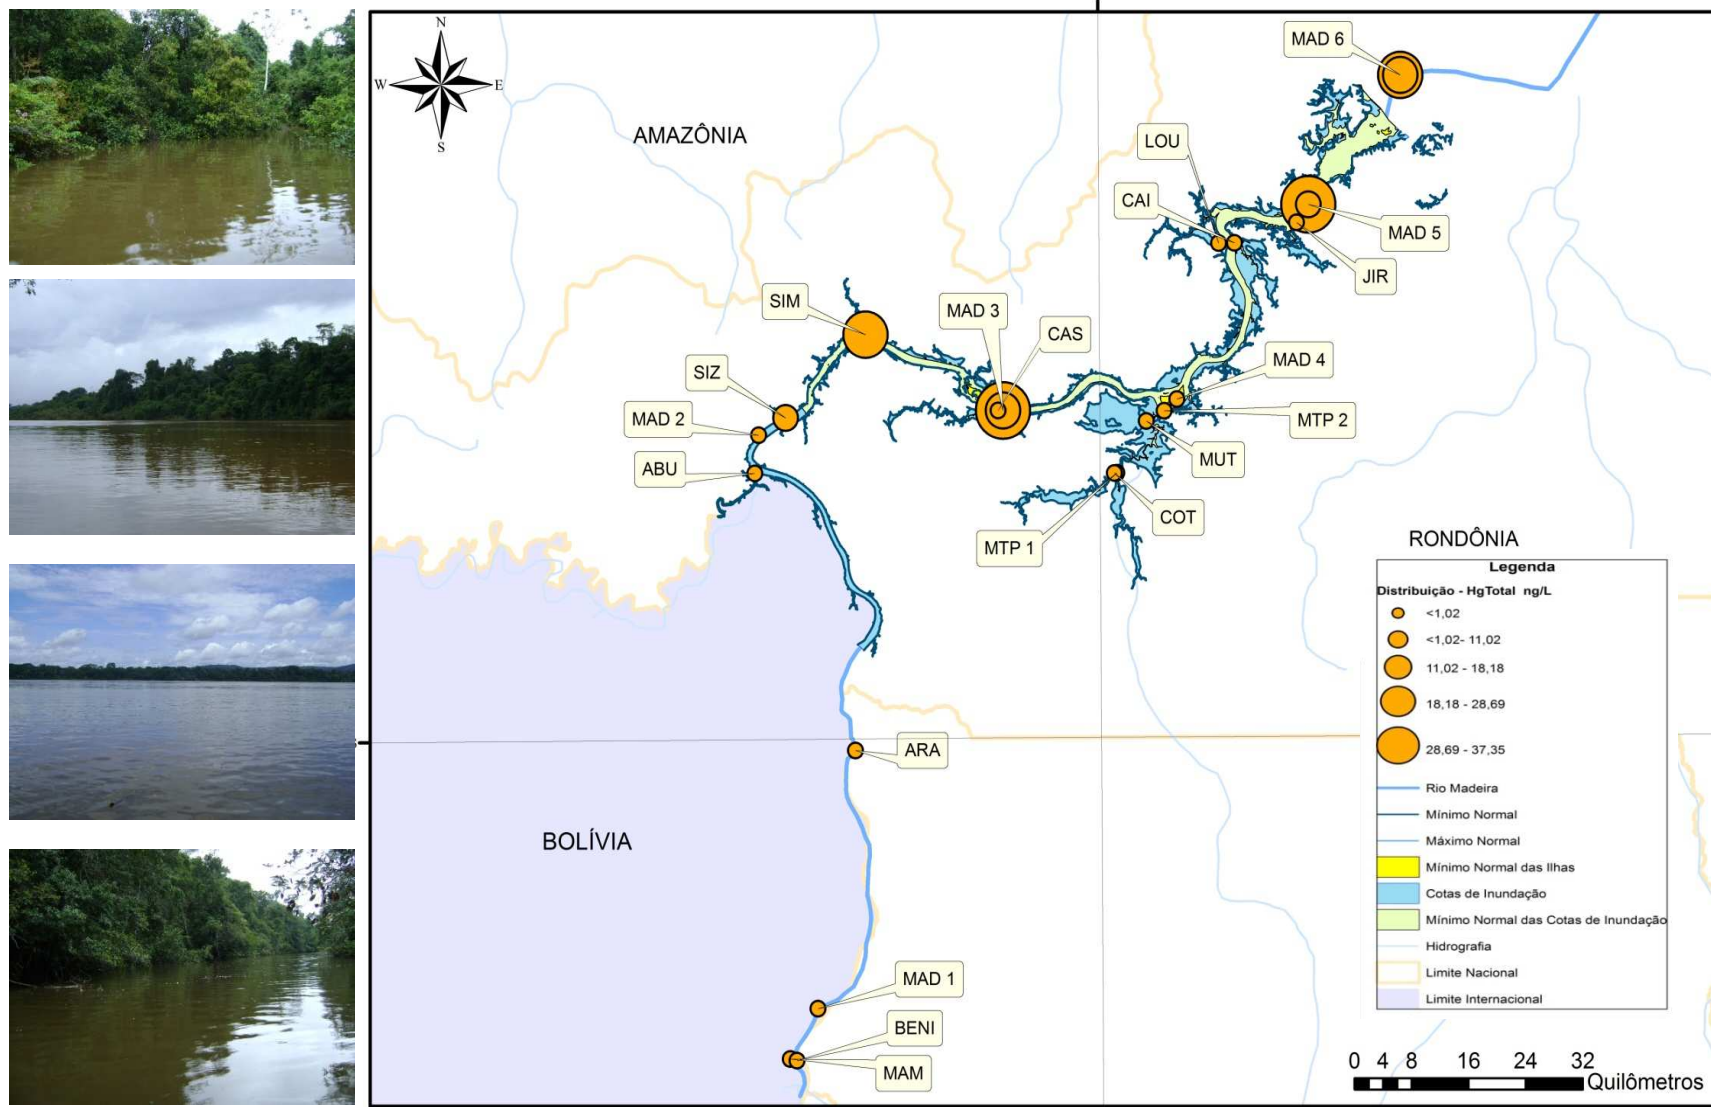 N
W
E
S
AMAZÔNIA
MAD 6
LOU
CAI
MAD 5
JIR
SIM
MAD 3
CAS
SIZ
MAD 4
MAD 2
MTP 2
ABU
MUT
COT
MTP 1
RONDÔNIA
ARA
BOLÍVIA
MAD 1
BENI
MAM
Legenda
Distribuição - HgTotal ng/L
<1,02
<1,02- 11,02
11,02 - 18,18
18,18 - 28,69
28,69 - 37,35
Rio Madeira
Mínimo Normal
Máximo Normal
Mínimo Normal das Ilhas
Cotas de Inundação
Mínimo Normal das Cotas de Inundação
Hidrografia
Limite Nacional
Limite Internacional
0 4 8 16 24 32
Quilômetros